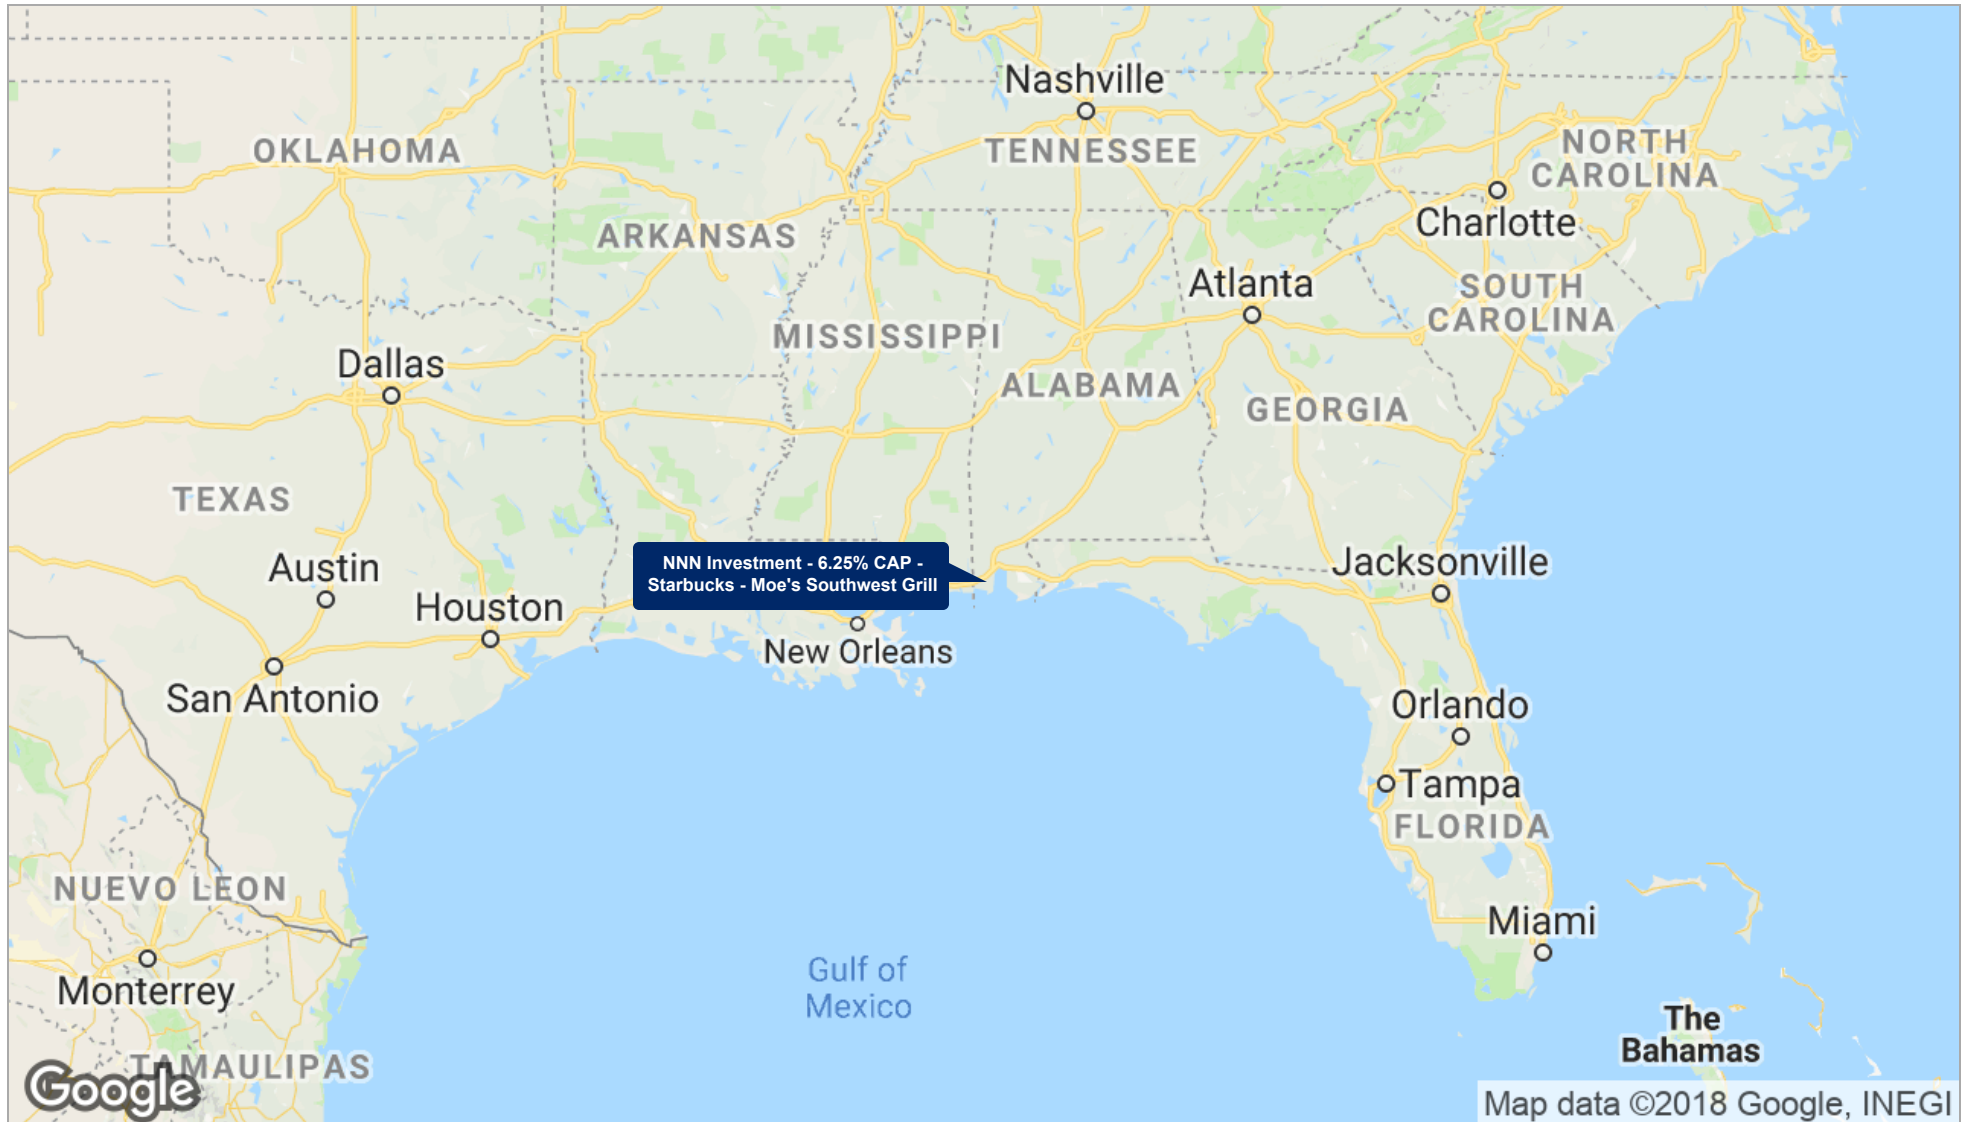 Nashville
TENNESSEE
OKLAHOMA
NORTH
CAROLINA
Charlotte
ARKANSAS
Atlanta
SOUTH
CAROLINA
MISSISSIPPI
Dallas
ALABAMA
GEORGIA
TEXAS
NNN Investment - 6.25% CAP -
Starbucks - Moe's Southwest Grill
Austin
Jacksonville
Houston
New Orleans
San Antonio
Orlando
Tampa
FLORIDA
NUEVO LEON
Miami
Gulf of
Mexico
Monterrey
The
Bahamas
TAMAULIPAS
Google
Map data ©2018 Google, INEGI